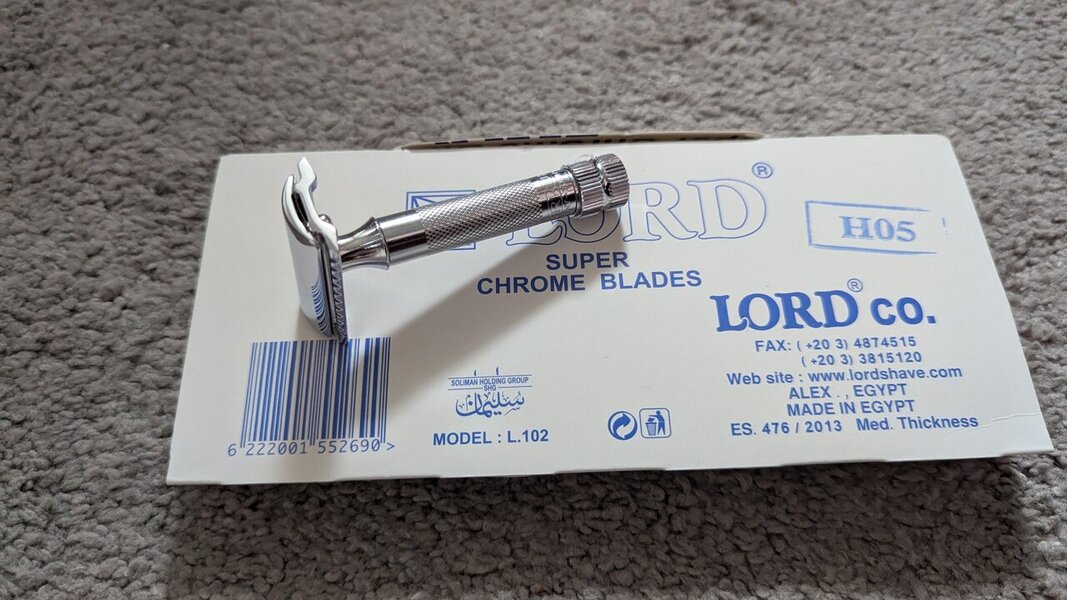 LORD ®
SUPER
CHROME BLADES
H05
LORD ® CO.
FAX: ( +20 3) 4874515
( +20 3) 3815120
Web site : www.lordshave.com
ALEX . , EGYPT
MADE IN EGYPT
ES. 476 / 2013 Med. Thickness
SOLIMAN HOLDING GROUP
SHG
سليمان
MODEL : L.102
6 222001 552690 >